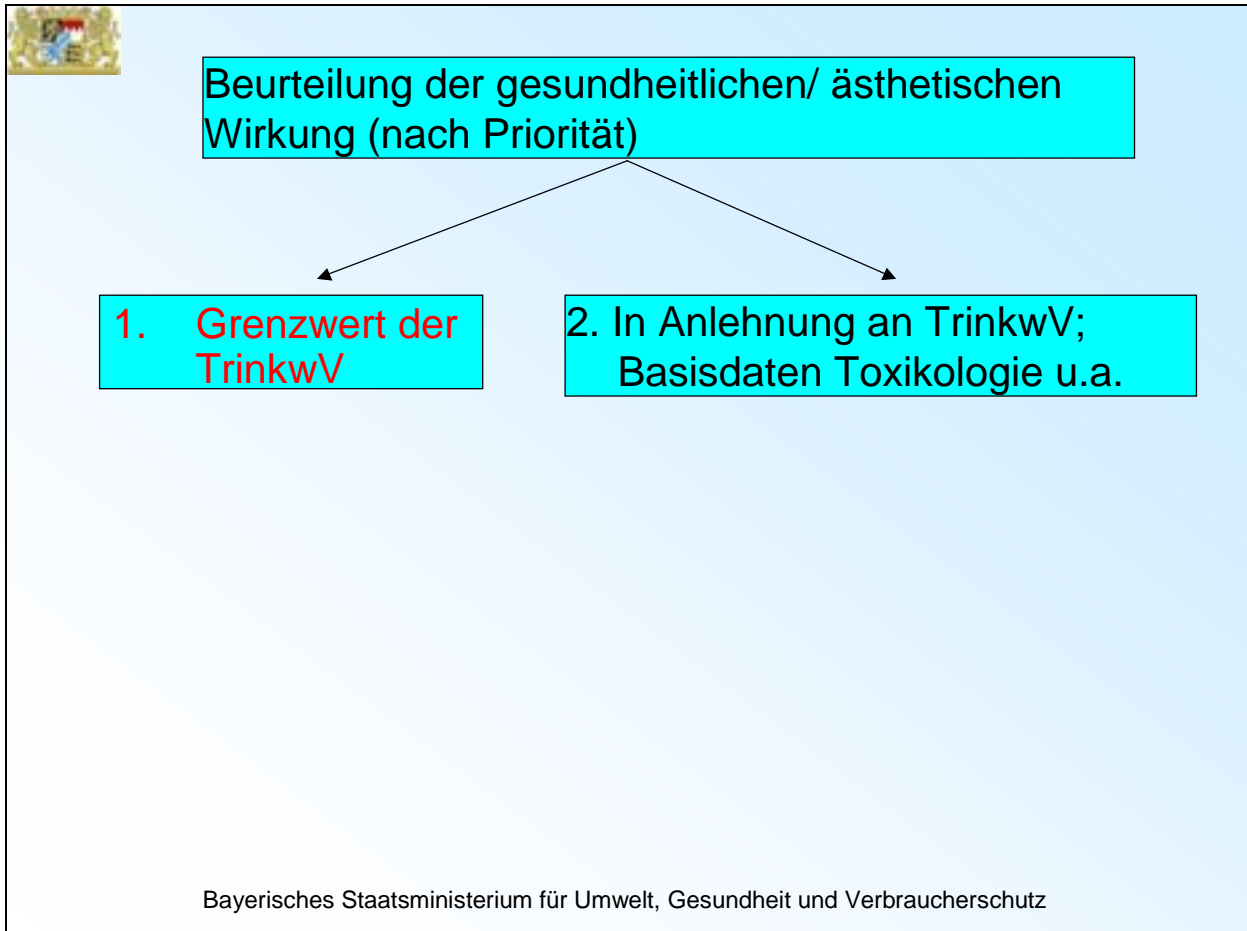 Beurteilung der gesundheitlichen/ ästhetischen
Wirkung (nach Priorität)
1. Grenzwert der
TrinkwV
2. In Anlehnung an TrinkwV;
Basisdaten Toxikologie u.a.
Bayerisches Staatsministerium für Umwelt, Gesundheit und Verbraucherschutz